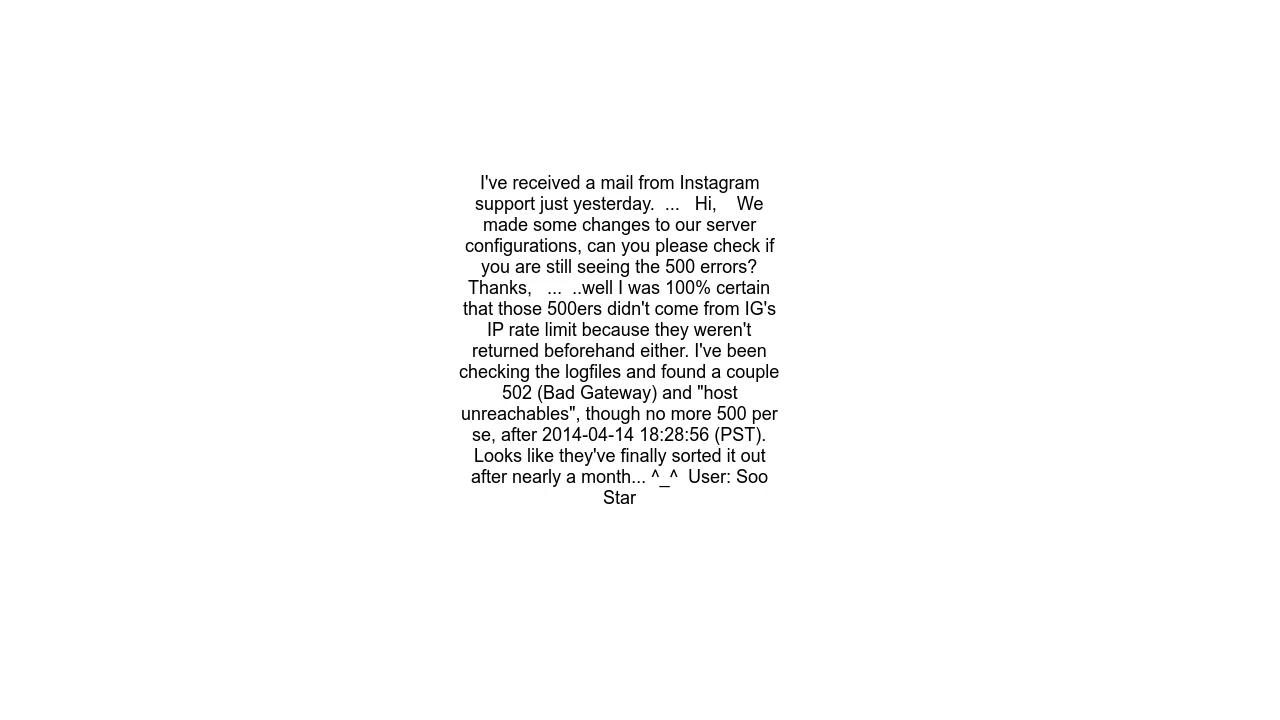 I've received a mail from Instagram
support just yesterday.  ...   Hi,    We
made some changes to our server
configurations, can you please check if
you are still seeing the 500 errors?
Thanks,   ...  ..well I was 100% certain
that those 500ers didn't come from IG's
IP rate limit because they weren't
returned beforehand either. I've been
checking the logfiles and found a couple
502 (Bad Gateway) and "host
unreachables", though no more 500 per
se, after 2014-04-14 18:28:56 (PST).
Looks like they've finally sorted it out
after nearly a month... ^_^  User: Soo
Star